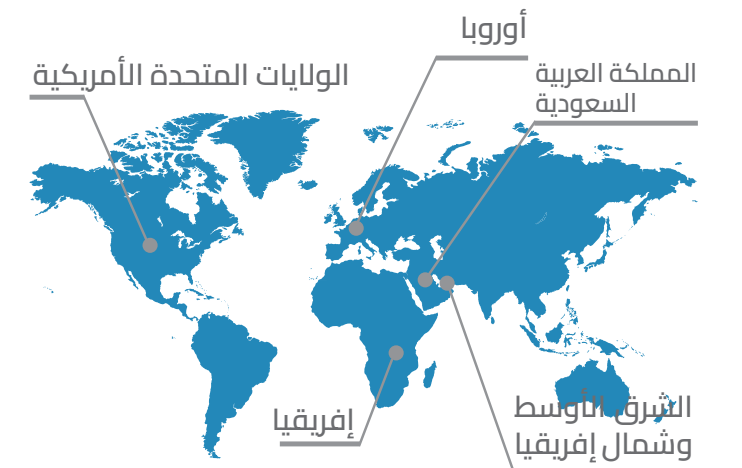 أوروبا
المملكة العربية
السعودية
الولايات المتحدة الأمريكية
الشرق الأوسط
وشمال إفريقيا
إفريقيا